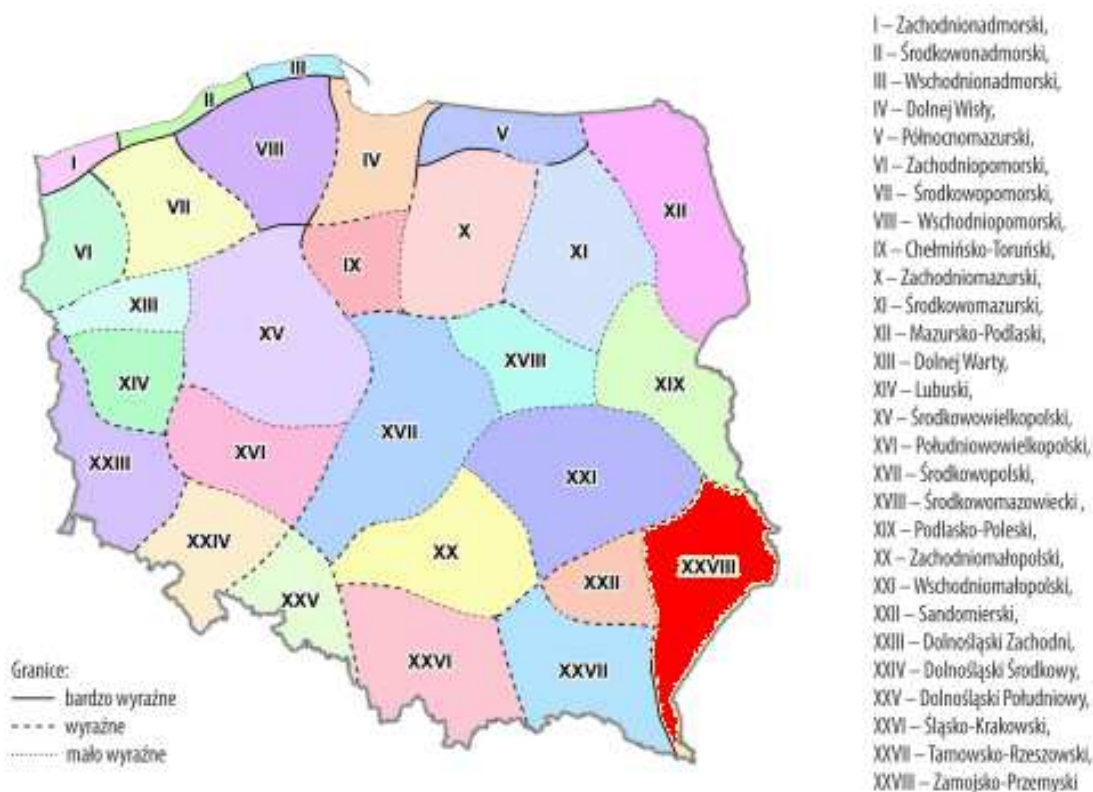 I – Zachodnionadmorski,
II – Środkowonadmorski,
III – Wschodnionadmorski,
IV – Dolnej Wisły,
V – Północnomazurski,
VI – Zachodniopomorski,
VII – Środkowopomorski,
VIII – Wschodniopomorski,
IX – Chełmińsko-Toruński,
X – Zachodniomazurski,
XI – Środkowomazurski,
XII – Mazursko-Podlaski,
XIII – Dolnej Warty,
XIV – Lubuski,
XV – Środkowowielkopolski,
XVI – Południowowielkopolski,
XVII – Środkowopolski,
XVIII – Środkowomazowiecki ,
XIX – Podlasko-Poleski,
XX – Zachodniomałopolski,
XXI – Wschodniomałopolski,
XXII – Sandomierski,
XXIII – Dolnośląski Zachodni,
XXIV – Dolnośląski Środkowy,
XXV – Dolnośląski Południowy,
XXVI – Śląsko-Krakowski,
XXVII – Tarnowsko-Rzeszowski,
XXVIII – Zamojsko-Przemyski
III
II
I
VIII
IV
V
VII
XII
VI
X
XI
IX
XIII
XV
XVIII
XIV
XIX
XVII
XVI
XXIII
XXI
XXIV
XX
XXII
XXVIII
XXV
XXVI
XXVII
Granice:
bardzo wyraźne
wyraźne
mało wyraźne